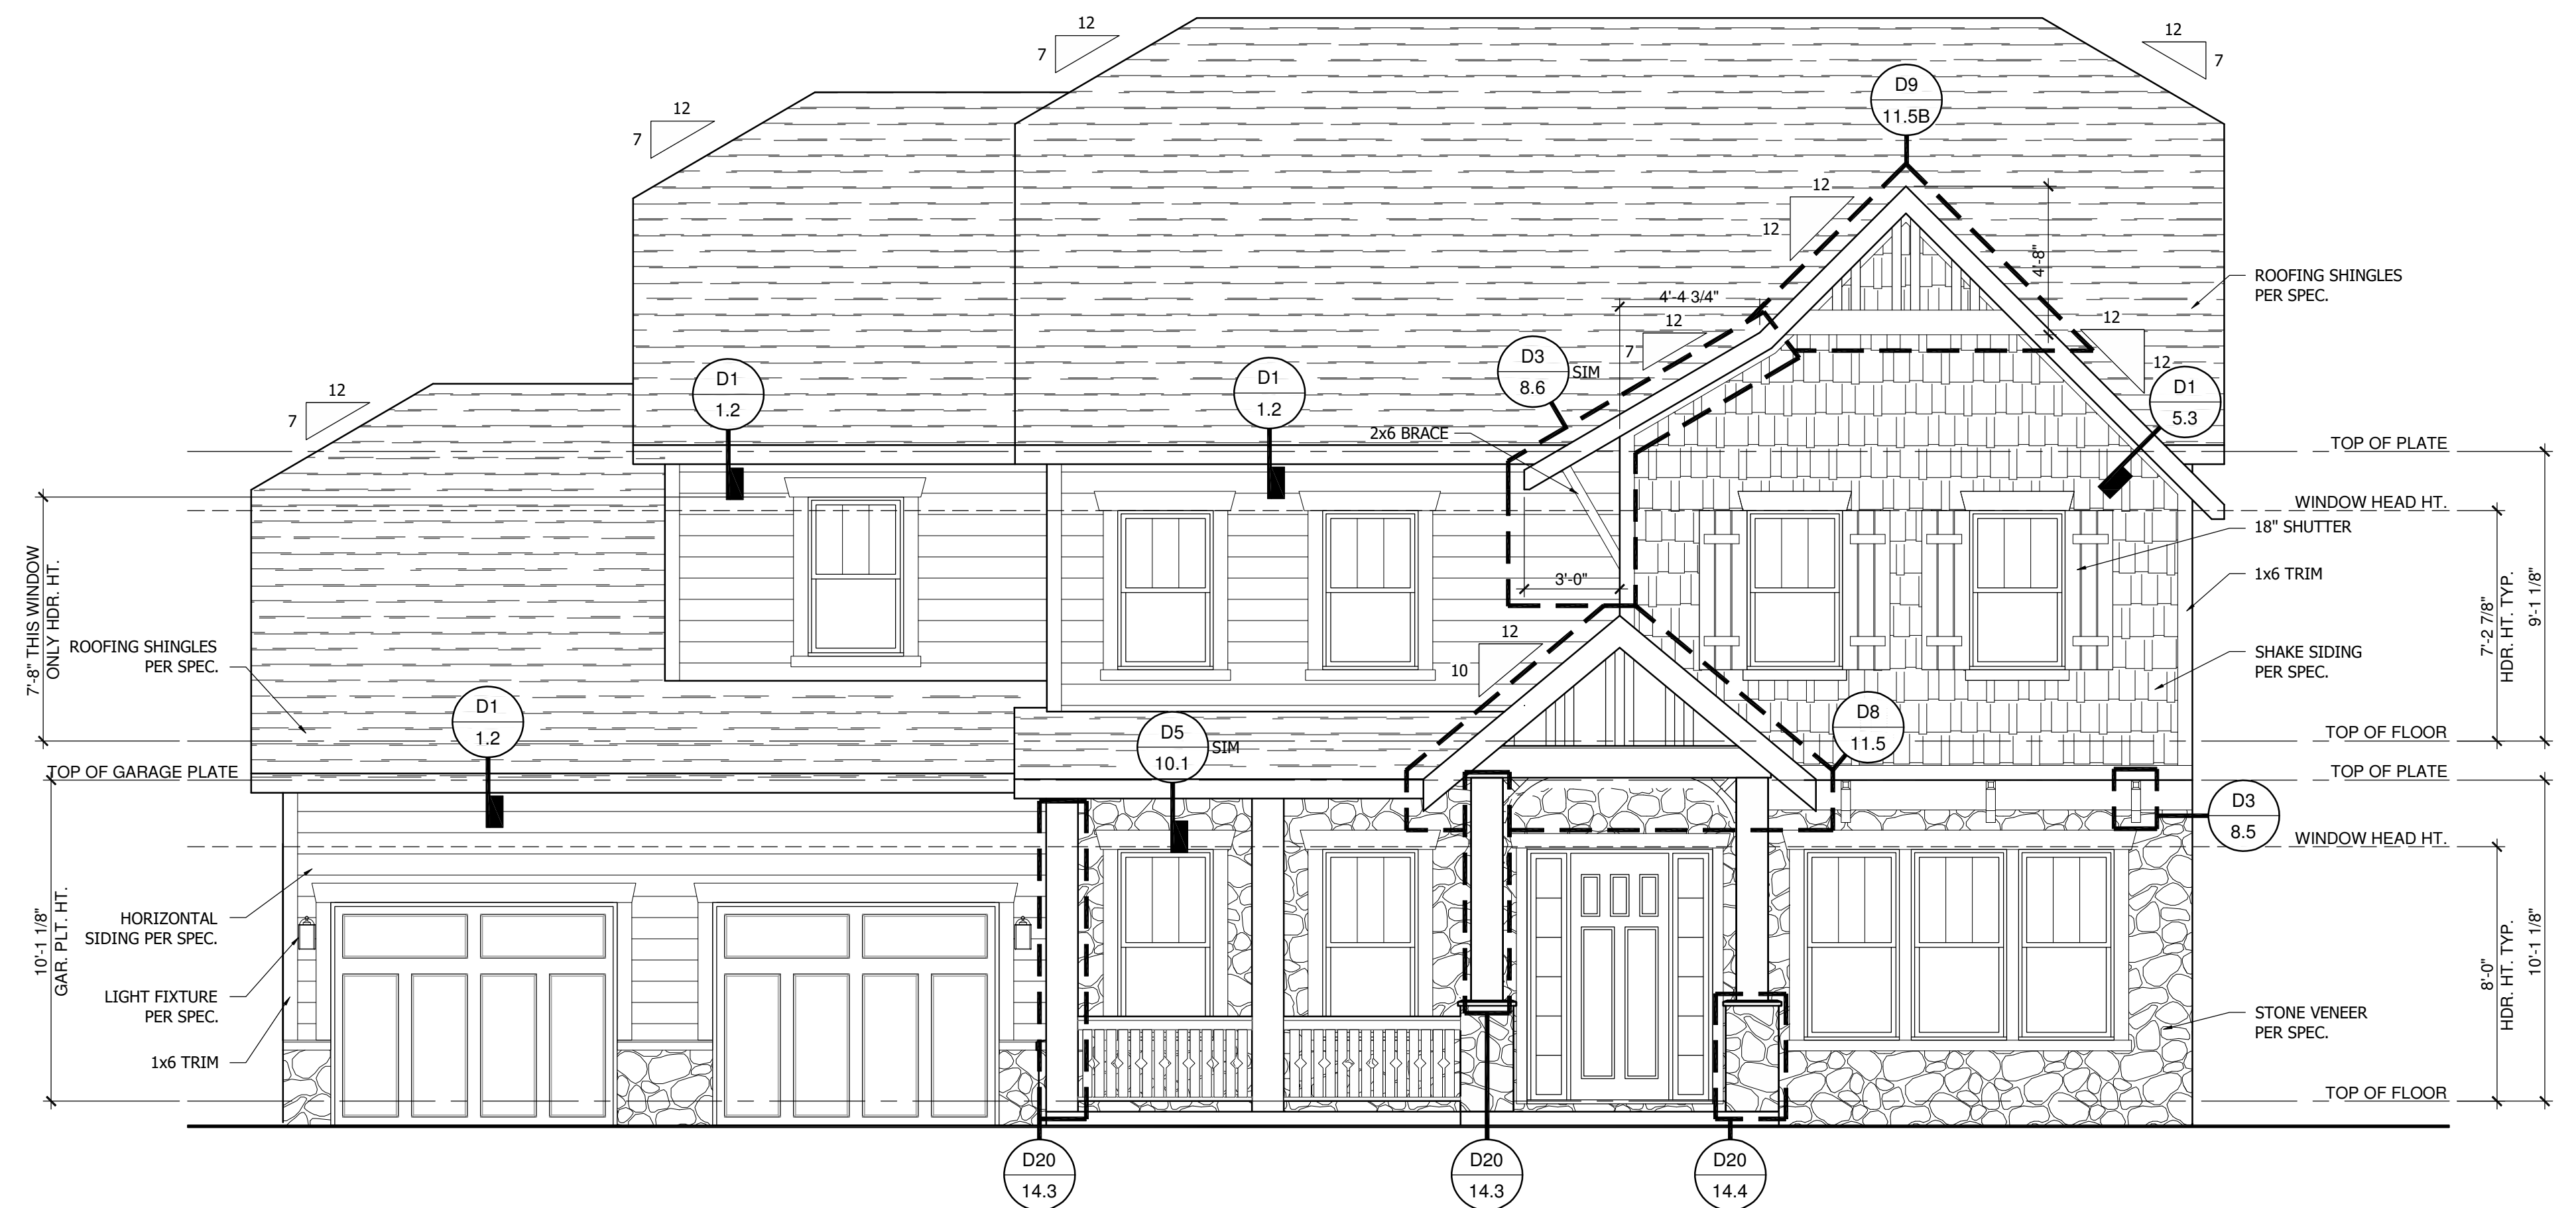 12
7
12
7
12
7
D9
11.5B
12
12
4'-8"
ROOFING SHINGLES
PER SPEC.
4'-4 3/4"
12
7
12
12
D3
8.6
SIM
D1
1.2
D1
1.2
D1
5.3
12
7
2x6 BRACE
TOP OF PLATE
WINDOW HEAD HT.
18" SHUTTER
1x6 TRIM
7'-8" THIS WINDOW
ONLY HDR. HT.
3'-0"
7'-2 7/8"
HDR. HT. TYP.
9'-1 1/8"
ROOFING SHINGLES
PER SPEC.
12
10
SHAKE SIDING
PER SPEC.
D1
1.2
D5
10.1
SIM
D8
11.5
TOP OF FLOOR
TOP OF GARAGE PLATE
TOP OF PLATE
D3
8.5
WINDOW HEAD HT.
10'-1 1/8"
GAR. PLT. HT.
HORIZONTAL
SIDING PER SPEC.
LIGHT FIXTURE
PER SPEC.
1x6 TRIM
8'-0"
HDR. HT. TYP.
10'-1 1/8"
STONE VENEER
PER SPEC.
TOP OF FLOOR
D20
14.3
D20
14.3
D20
14.4